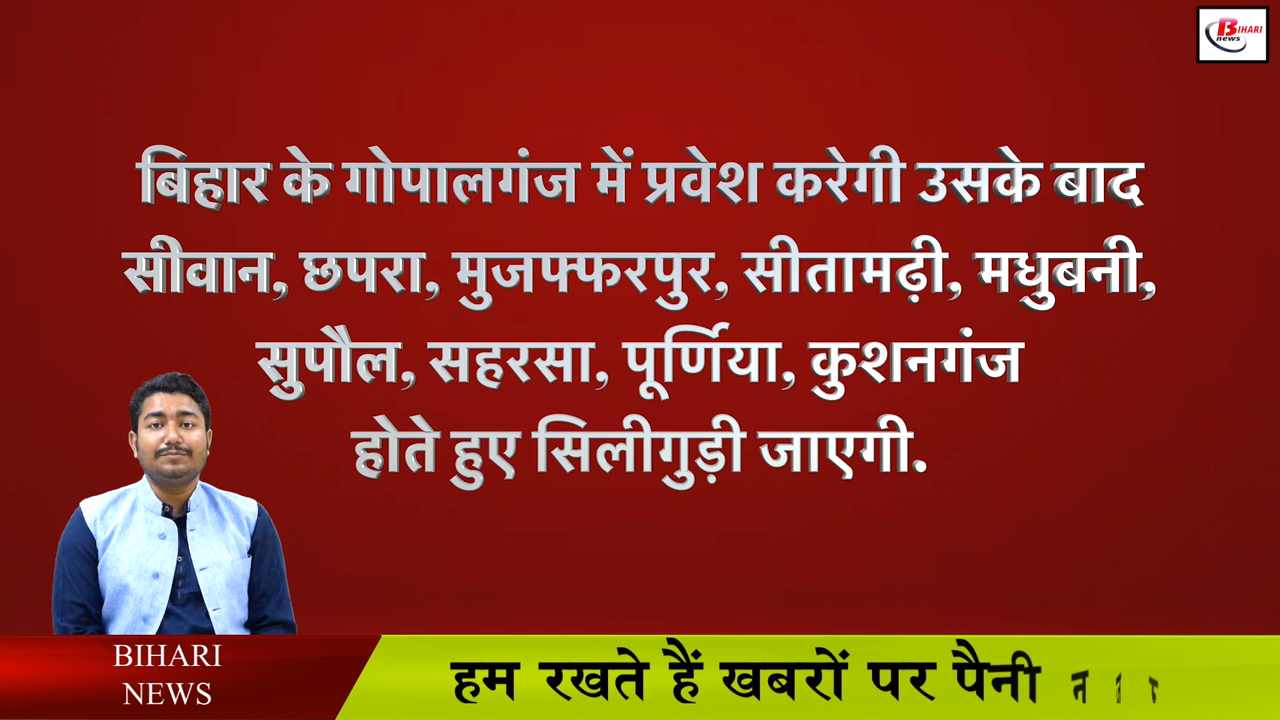 BIHARI
news
बिहार के गोपालगंज में प्रवेश करेगी उसके बाद
सीवान, छपरा, मुजफ्फरपुर, सीतामढ़ी, मधुबनी,
सुपौल, सहरसा, पूर्णिया, कुशनगंज
होते हुए सिलीगुड़ी जाएगी.
BIHARI
NEWS
हम रखते हैं खबरों पर पैनी